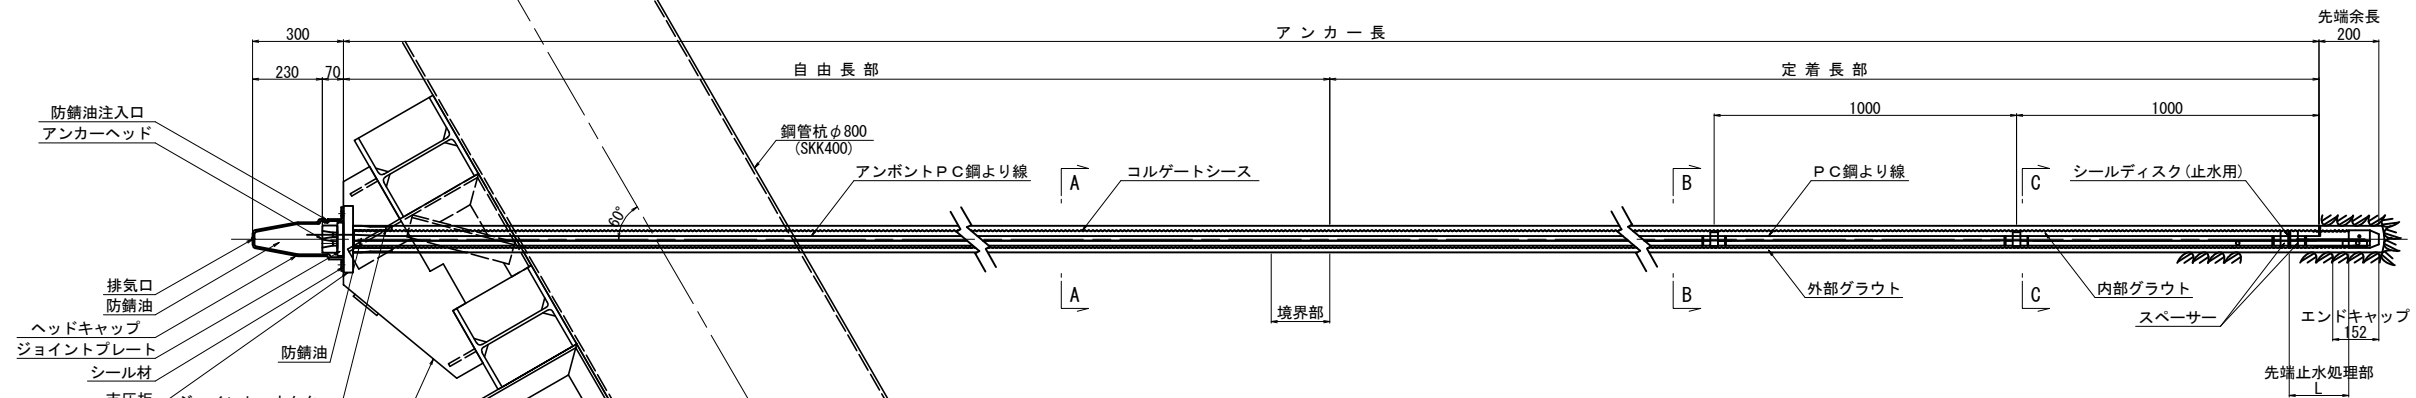 先端余長
300
アンカー長
200
230
70
自由長部
定着長部
防錆油注入口
アンカーヘッド
1000
1000
鋼管杭φ800
(SKK400)
アンボンドPC鋼より線
A
コルゲートシース
B
PC鋼より線
C
シールディスク(止水用)
60°
排気口
防錆油
ヘッドキャップ
ジョイントプレート
シール材
防錆油
A
境界部
B
外部グラウト
C
内部グラウト
スペーサー
エンドキャップ
152
先端止水処理部
L